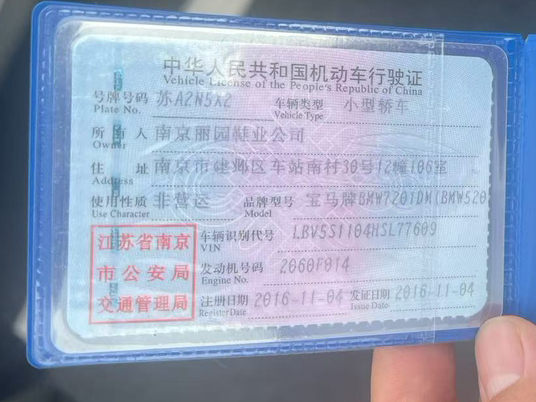 中华人民共和国机动车行驶证
Vehicle License of the People's Republic of China
号牌号码 苏A2N5X2 车辆类型 小型轿车
Plate No. Vehicle Type
所有人 南京丽园鞋业公司
Owner
住址 南京市建邺区车站南村30号12幢106室
Address
使用性质 非营运 品牌型号 宝马牌BMW7201DM(BMW520
Use Character Model
江苏省南京
市公安局
交通管理局
车辆识别代号 LBV5S1104HSL77609
VIN
发动机号码 2060F014
Engine No.
注册日期 2016-11-04 发证日期 2016-11-04
Register Date Issue Date